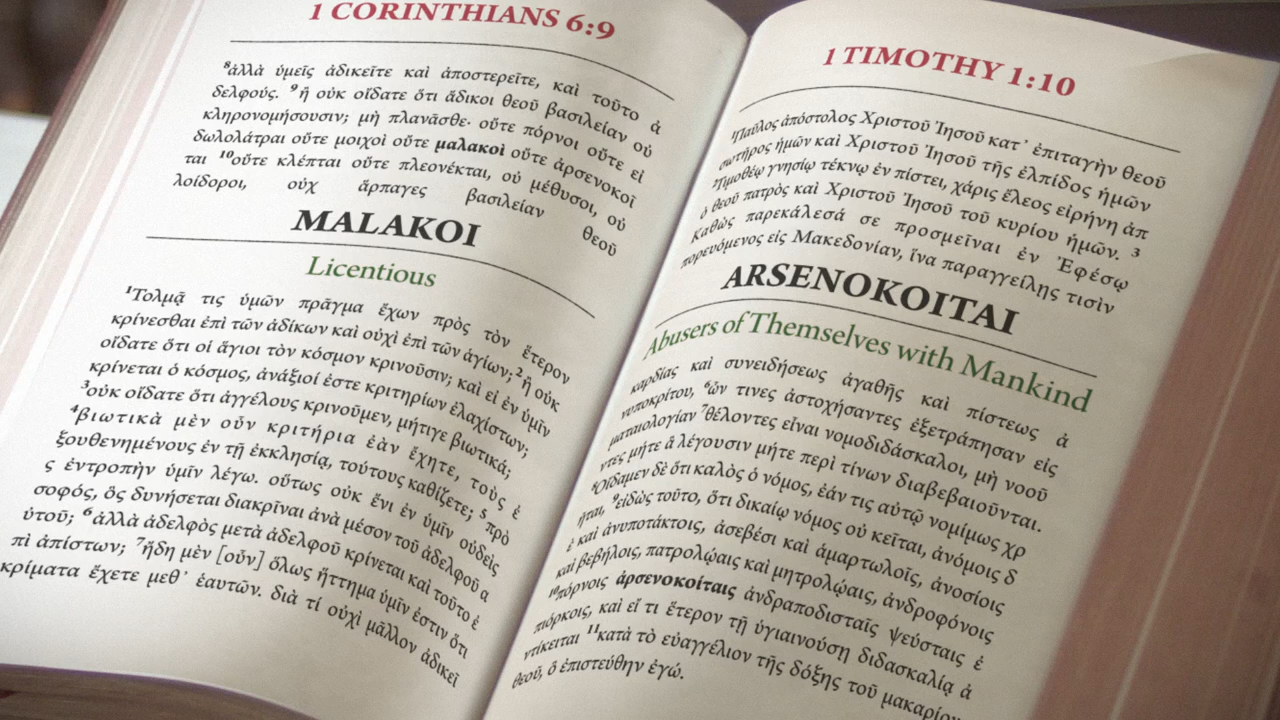 1 CORINTHIANS 6:9
⁸ἀλλὰ ὑμεῖς ἀδικεῖτε καὶ ἀποστερεῖτε, καὶ τοῦτο ἀ
δελφούς. ⁹ἢ οὐκ οἴδατε ὅτι ἄδικοι θεοῦ βασιλείαν οὐ
κληρονομήσουσιν; μὴ πλανᾶσθε· οὔτε πόρνοι οὔτε εἰ
δωλολάτραι οὔτε μοιχοὶ οὔτε μαλακοὶ οὔτε ἀρσενοκοῖ
ται ¹⁰οὔτε κλέπται οὔτε πλεονέκται, οὐ μέθυσοι, οὐ
λοίδοροι, οὐχ ἅρπαγες βασιλείαν θεοῦ
MALAKOI
Licentious
¹Τολμᾷ τις ὑμῶν πρᾶγμα ἔχων πρὸς τὸν ἕτερον
κρίνεσθαι ἐπὶ τῶν ἀδίκων καὶ οὐχὶ ἐπὶ τῶν ἁγίων; ²ἢ οὐκ
οἴδατε ὅτι οἱ ἅγιοι τὸν κόσμον κρινοῦσιν; καὶ εἰ ἐν ὑμῖν
κρίνεται ὁ κόσμος, ἀνάξιοί ἐστε κριτηρίων ἐλαχίστων;
³οὐκ οἴδατε ὅτι ἀγγέλους κρινοῦμεν, μήτιγε βιωτικά;
⁴βιωτικὰ μὲν οὖν κριτήρια ἐὰν ἔχητε, τοὺς ἐ
ξουθενημένους ἐν τῇ ἐκκλησίᾳ, τούτους καθίζετε; ⁵ πρὸ
ς ἐντροπὴν ὑμῖν λέγω. οὕτως οὐκ ἔνι ἐν ὑμῖν οὐδεὶς
σοφός, ὃς δυνήσεται διακρῖναι ἀνὰ μέσον τοῦ ἀδελφοῦ α
ὐτοῦ; ⁶ἀλλὰ ἀδελφὸς μετὰ ἀδελφοῦ κρίνεται καὶ τοῦτο ἐ
πὶ ἀπίστων; ⁷ἤδη μὲν [οὖν] ὅλως ἥττημα ὑμῖν ἐστιν ὅτι
κρίματα ἔχετε μεθ᾽ ἑαυτῶν. διὰ τί οὐχὶ μᾶλλον ἀδικεῖ
1 TIMOTHY 1:10
¹Παῦλος ἀπόστολος Χριστοῦ Ἰησοῦ κατ᾽ ἐπιταγὴν θεοῦ
σωτῆρος ἡμῶν καὶ Χριστοῦ Ἰησοῦ τῆς ἐλπίδος ἡμῶν
²Τιμοθέῳ γνησίῳ τέκνῳ ἐν πίστει, χάρις ἔλεος εἰρήνη ἀπ
ὸ θεοῦ πατρὸς καὶ Χριστοῦ Ἰησοῦ τοῦ κυρίου ἡμῶν. ³
Καθὼς παρεκάλεσά σε προσμεῖναι ἐν Ἐφέσῳ
πορευόμενος εἰς Μακεδονίαν, ἵνα παραγγείλῃς τισὶν
ARSENOKOITAI
Abusers of Themselves with Mankind
καρδίας καὶ συνειδήσεως ἀγαθῆς καὶ πίστεως ἀ
νυποκρίτου, ⁶ὧν τινες ἀστοχήσαντες ἐξετράπησαν εἰς
ματαιολογίαν ⁷θέλοντες εἶναι νομοδιδάσκαλοι, μὴ νοοῦ
ντες μήτε ἃ λέγουσιν μήτε περὶ τίνων διαβεβαιοῦνται.
⁸Οἴδαμεν δὲ ὅτι καλὸς ὁ νόμος, ἐάν τις αὐτῷ νομίμως χρ
ῆται, ⁹εἰδὼς τοῦτο, ὅτι δικαίῳ νόμος οὐ κεῖται, ἀνόμοις δ
ὲ καὶ ἀνυποτάκτοις, ἀσεβέσι καὶ ἁμαρτωλοῖς, ἀνοσίοις
καὶ βεβήλοις, πατρολῴαις καὶ μητρολῴαις, ἀνδροφόνοις
¹⁰πόρνοις ἀρσενοκοίταις ἀνδραποδισταῖς ψεύσταις ἐ
πιόρκοις, καὶ εἴ τι ἕτερον τῇ ὑγιαινούσῃ διδασκαλίᾳ ἀ
ντίκειται ¹¹κατὰ τὸ εὐαγγέλιον τῆς δόξης τοῦ μακαρίου
θεοῦ, ὃ ἐπιστεύθην ἐγώ.